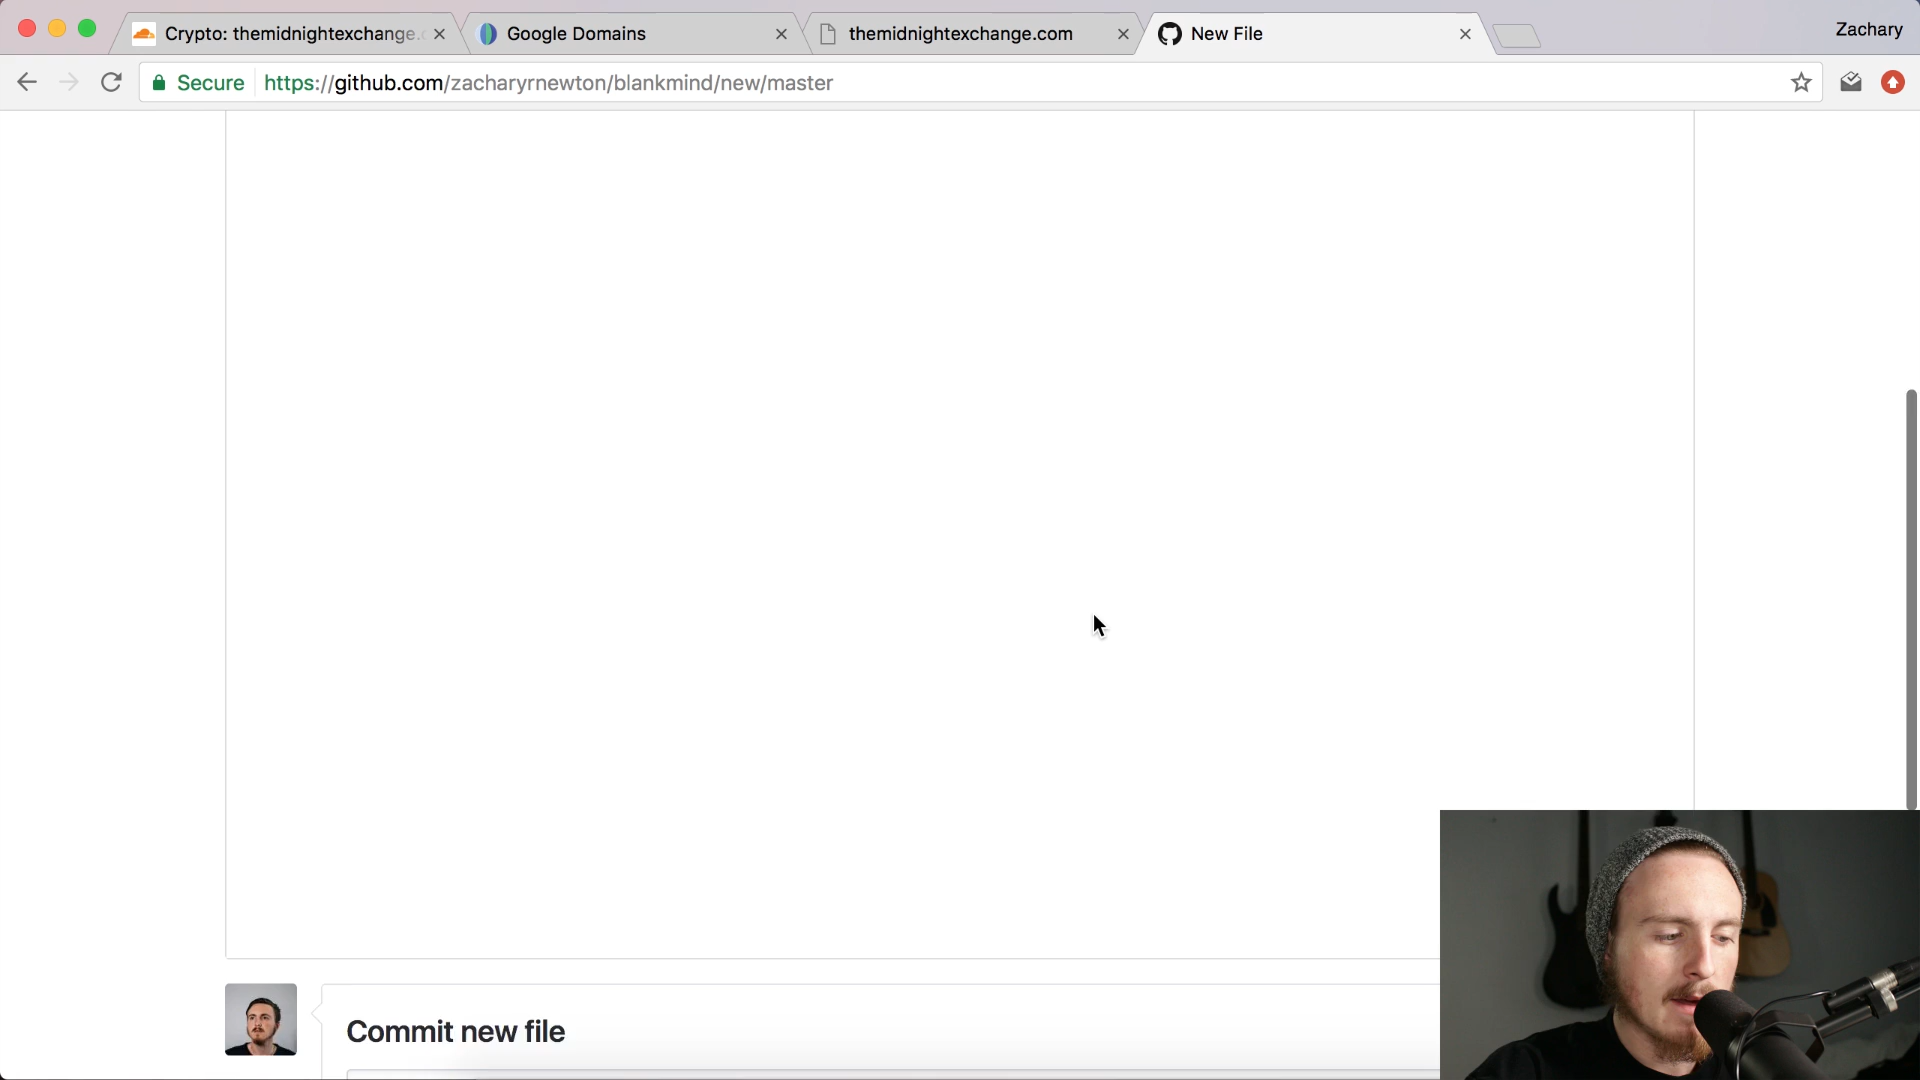 Crypto: themidnightexchange.c
Google Domains
themidnightexchange.com
New File
Zachary
Secure
https://github.com/zacharyrnewton/blankmind/new/master
Commit new file